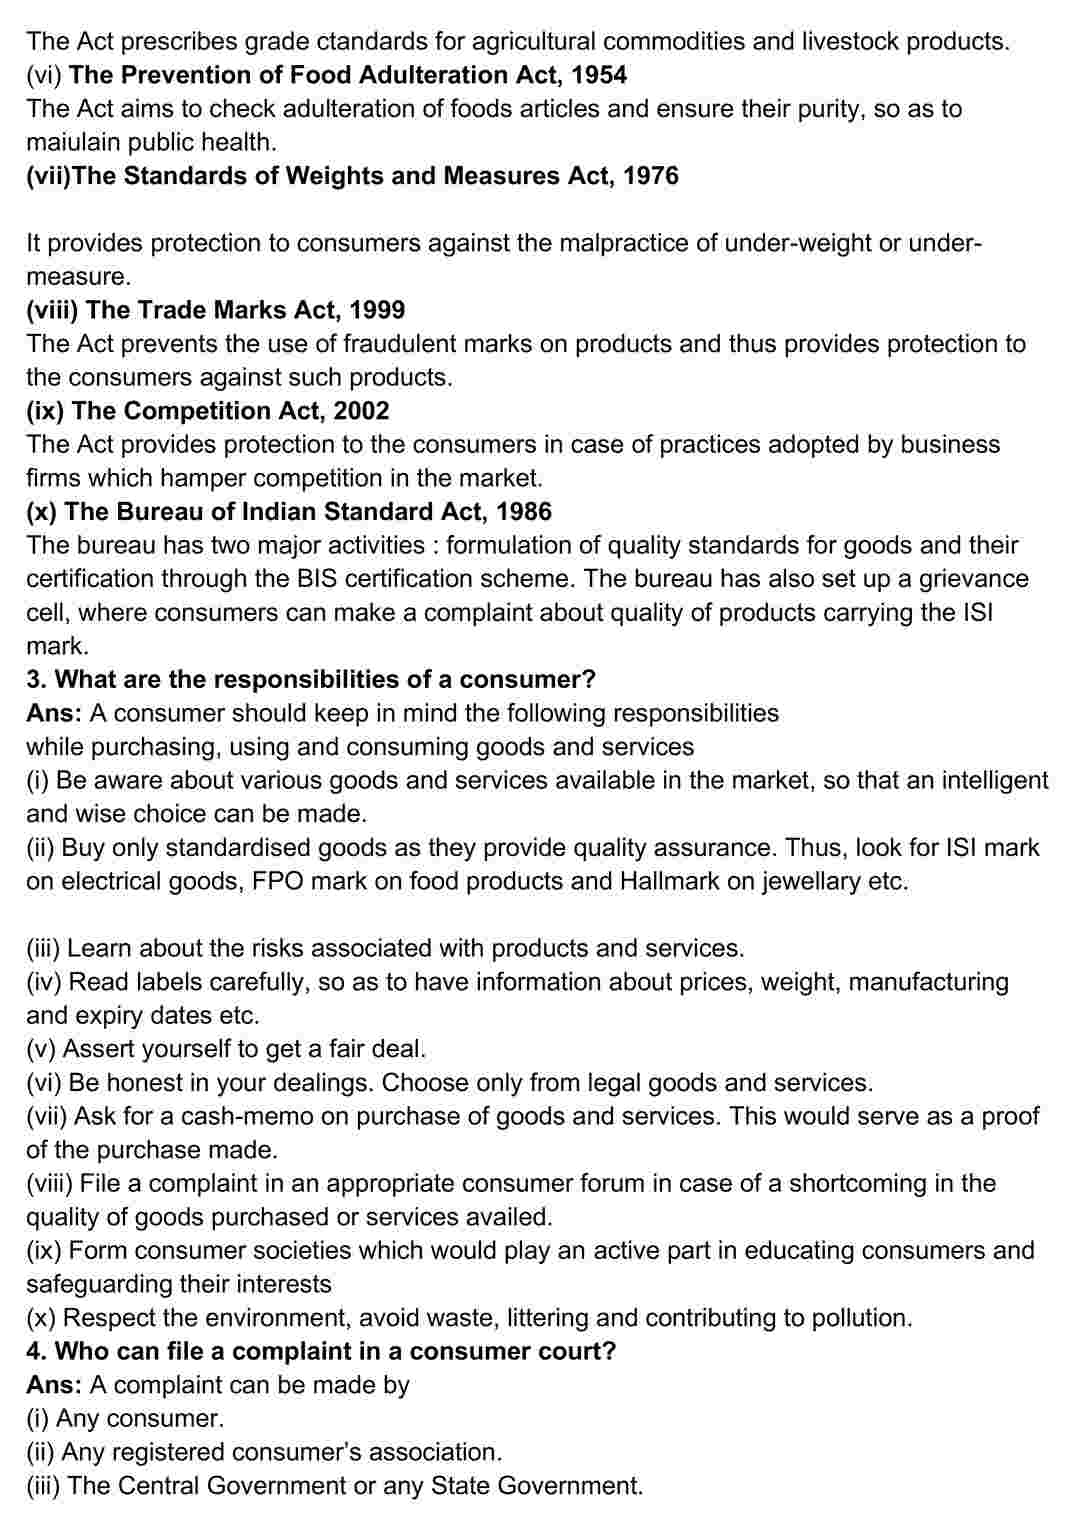 The Act prescribes grade ctandards for agricultural commodities and livestock products.
(vi) The Prevention of Food Adulteration Act, 1954
The Act aims to check adulteration of foods articles and ensure their purity, so as to
maiulain public health.
(vii)The Standards of Weights and Measures Act, 1976
It provides protection to consumers against the malpractice of under-weight or under-
measure.
(viii) The Trade Marks Act, 1999
The Act prevents the use of fraudulent marks on products and thus provides protection to
the consumers against such products.
(ix) The Competition Act, 2002
The Act provides protection to the consumers in case of practices adopted by business
firms which hamper competition in the market.
(x) The Bureau of Indian Standard Act, 1986
The bureau has two major activities : formulation of quality standards for goods and their
certification through the BIS certification scheme. The bureau has also set up a grievance
cell, where consumers can make a complaint about quality of products carrying the ISI
mark.
3. What are the responsibilities of a consumer?
Ans: A consumer should keep in mind the following responsibilities
while purchasing, using and consuming goods and services
(i) Be aware about various goods and services available in the market, so that an intelligent
and wise choice can be made.
(ii) Buy only standardised goods as they provide quality assurance. Thus, look for ISI mark
on electrical goods, FPO mark on food products and Hallmark on jewellary etc.
(iii) Learn about the risks associated with products and services.
(iv) Read labels carefully, so as to have information about prices, weight, manufacturing
and expiry dates etc.
(v) Assert yourself to get a fair deal.
(vi) Be honest in your dealings. Choose only from legal goods and services.
(vii) Ask for a cash-memo on purchase of goods and services. This would serve as a proof
of the purchase made.
(viii) File a complaint in an appropriate consumer forum in case of a shortcoming in the
quality of goods purchased or services availed.
(ix) Form consumer societies which would play an active part in educating consumers and
safeguarding their interests
(x) Respect the environment, avoid waste, littering and contributing to pollution.
4. Who can file a complaint in a consumer court?
Ans: A complaint can be made by
(i) Any consumer.
(ii) Any registered consumer's association.
(iii) The Central Government or any State Government.